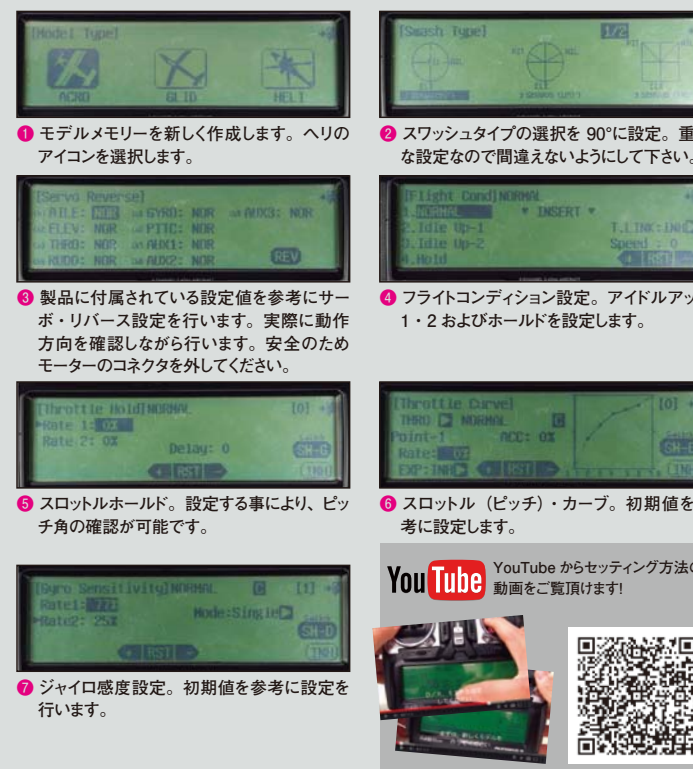 [Model Type]
ACRO GLID HELI
❶ モデルメモリーを新しく作成します。ヘリの
アイコンを選択します。
[Swash Type] 1/2
❷ スワッシュタイプの選択を 90°に設定。重
な設定なので間違えないようにして下さい。
[Servo Reverse]
AILE: NOR GYRO: NOR AUX3: NOR
ELEV: NOR PITC: NOR
THRO: NOR AUX1: NOR
RUDD: NOR AUX2: NOR REV
❸ 製品に付属されている設定値を参考にサー
ボ・リバース設定を行います。実際に動作
方向を確認しながら行います。安全のため
モーターのコネクタを外してください。
[Flight Cond]NORMAL
1.NORMAL ▼ INSERT ▼
2.Idle Up-1 T.LINK:INH
3.Idle Up-2 Speed : 0
4.Hold RST
❹ フライトコンディション設定。アイドルアッ
1・2 およびホールドを設定します。
[Throttle Hold]NORMAL [0]
Rate 1: 0%
Rate 2: 0% Delay: 0
SW-G
+ RST - (INH)
❺ スロットルホールド。設定する事により、ピッ
チ角の確認が可能です。
[Throttle Curve] [0]
THRO NORMAL C
Point-1 ACC: 0%
Rate: 0%
EXP:INH + RST -
❻ スロットル（ピッチ）・カーブ。初期値を
考に設定します。
[Gyro Sensitivity]NORMAL C [1]
Rate1: 77%
Rate2: 25% Mode:Single
SW-D
+ RST - (INH)
❼ ジャイロ感度設定。初期値を参考に設定を
行います。
YouTube
YouTube からセッティング方法の
動画をご覧頂けます!